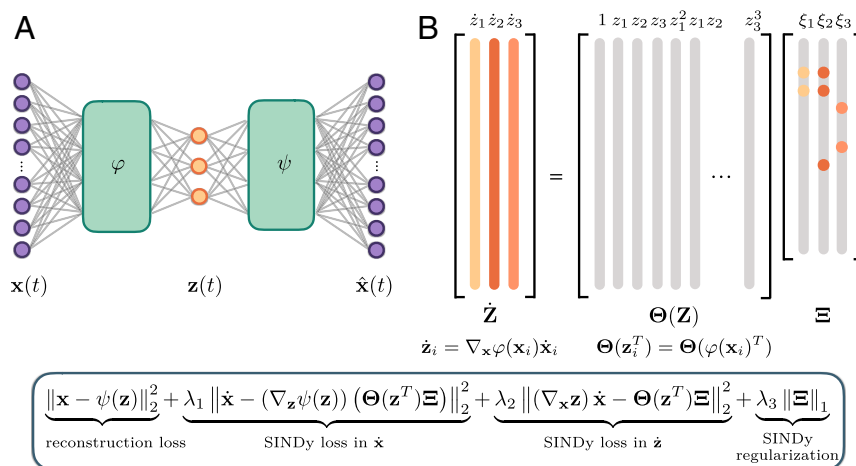 A
φ
ψ
⋮
⋮
x(t)
z(t)
x̂(t)
B
ż₁ ż₂ ż₃
1 z₁ z₂ z₃ z₁² z₁z₂ z₃³
ξ₁ ξ₂ ξ₃
= ⋯
Ż
Θ(Z)
Ξ
żᵢ = ∇ₓφ(xᵢ)ẋᵢ
Θ(zᵢᵀ) = Θ(φ(xᵢ)ᵀ)
‖x − ψ(z)‖₂² + λ₁ ‖ẋ − (∇_z ψ(z)) (Θ(zᵀ)Ξ)‖₂² + λ₂ ‖(∇ₓz) ẋ − Θ(zᵀ)Ξ‖₂² + λ₃ ‖Ξ‖₁
reconstruction loss
SINDy loss in ẋ
SINDy loss in ż
SINDy
regularization